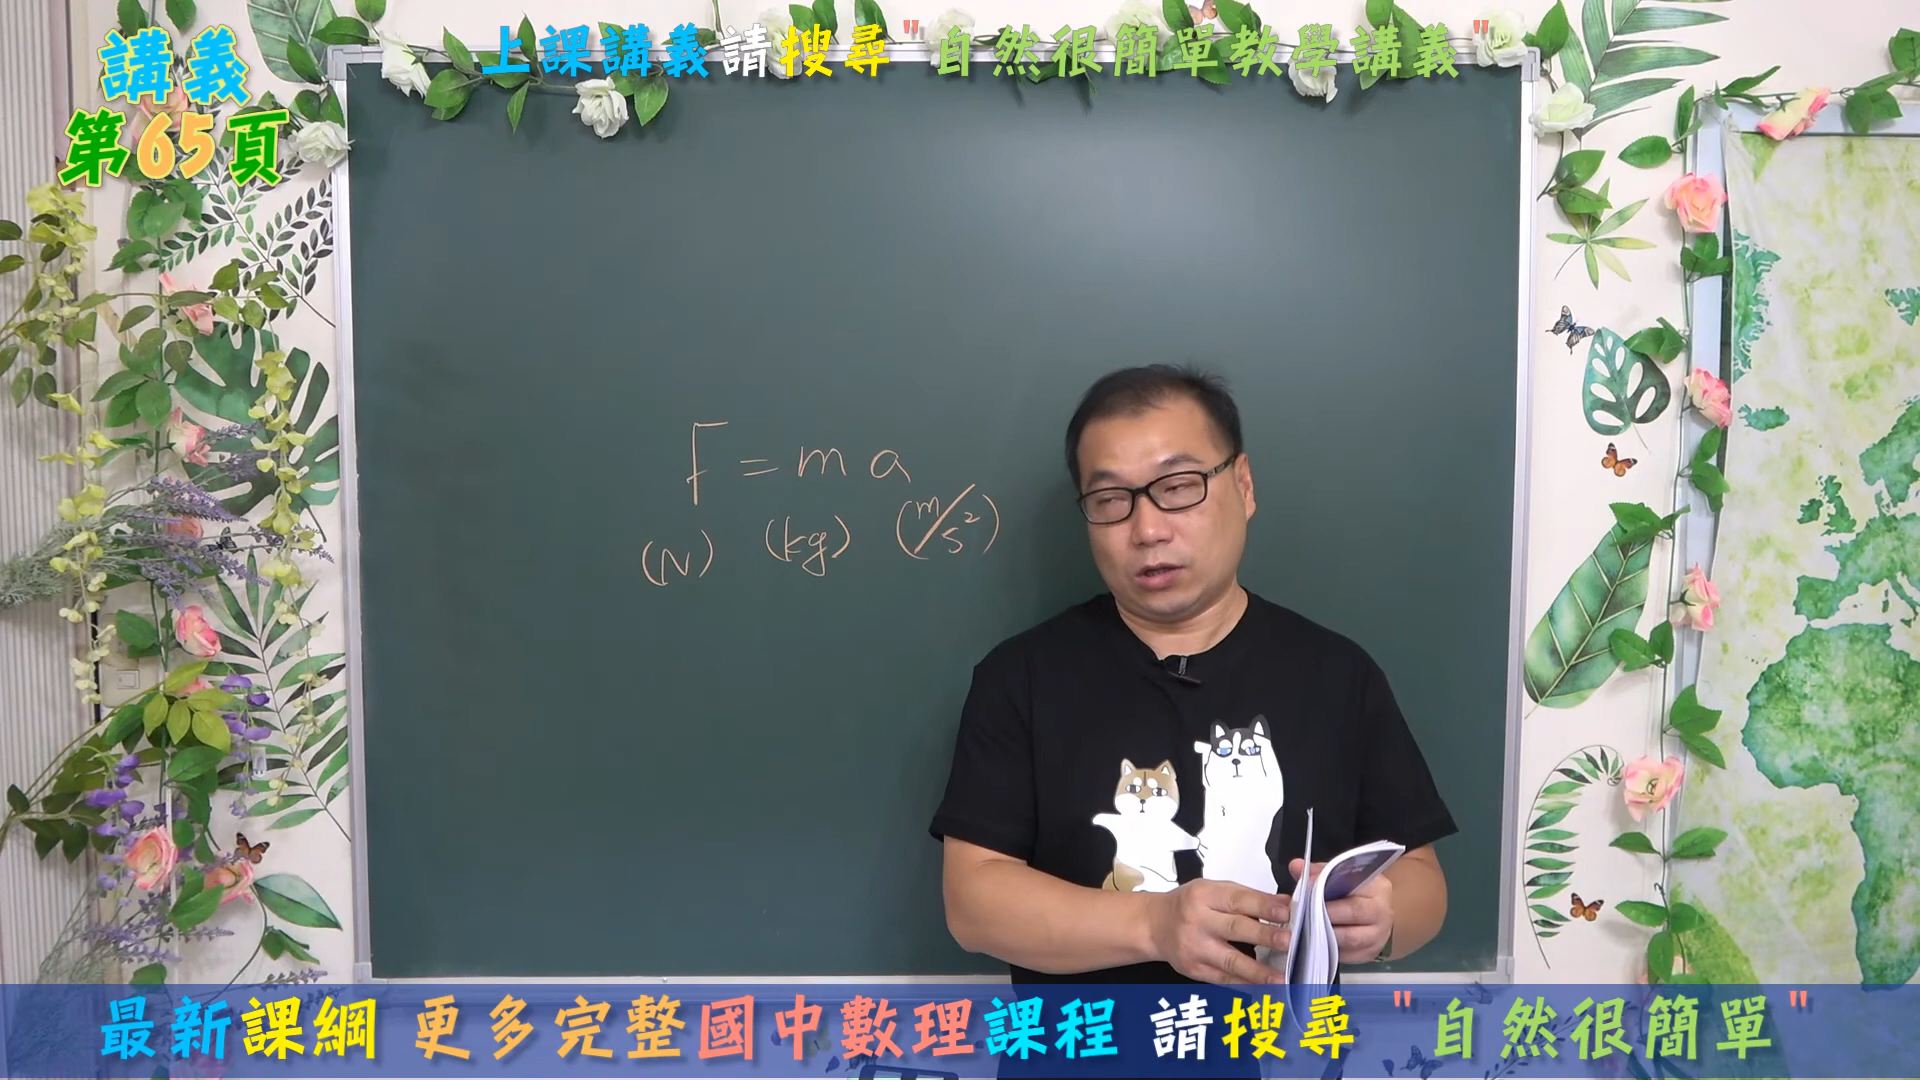 上課講義請搜尋"自然很簡單教學講義"
講義
第65頁
F = m a
(N) (kg) (m/s²)
最新課綱 更多完整國中數理課程 請搜尋 "自然很簡單"